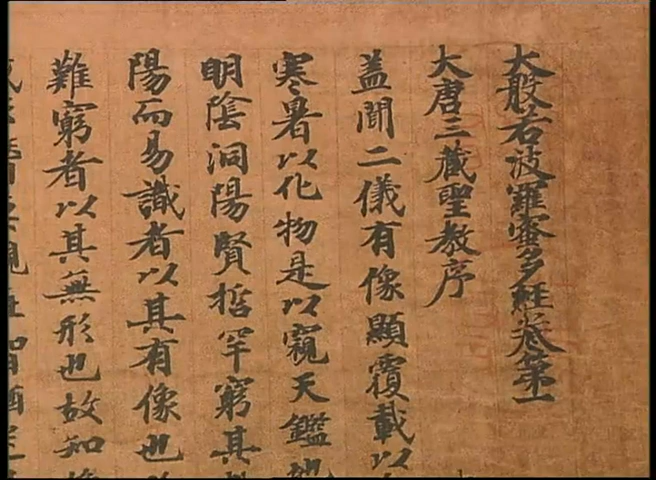 大般若波羅蜜多經卷第一
大唐三藏聖教序
盖聞二儀有像顯覆載以
寒暑以化物是以窺天鑑地
明陰洞陽賢哲罕窮其
陽而易識者以其有像也
難窮者以其無形也故知